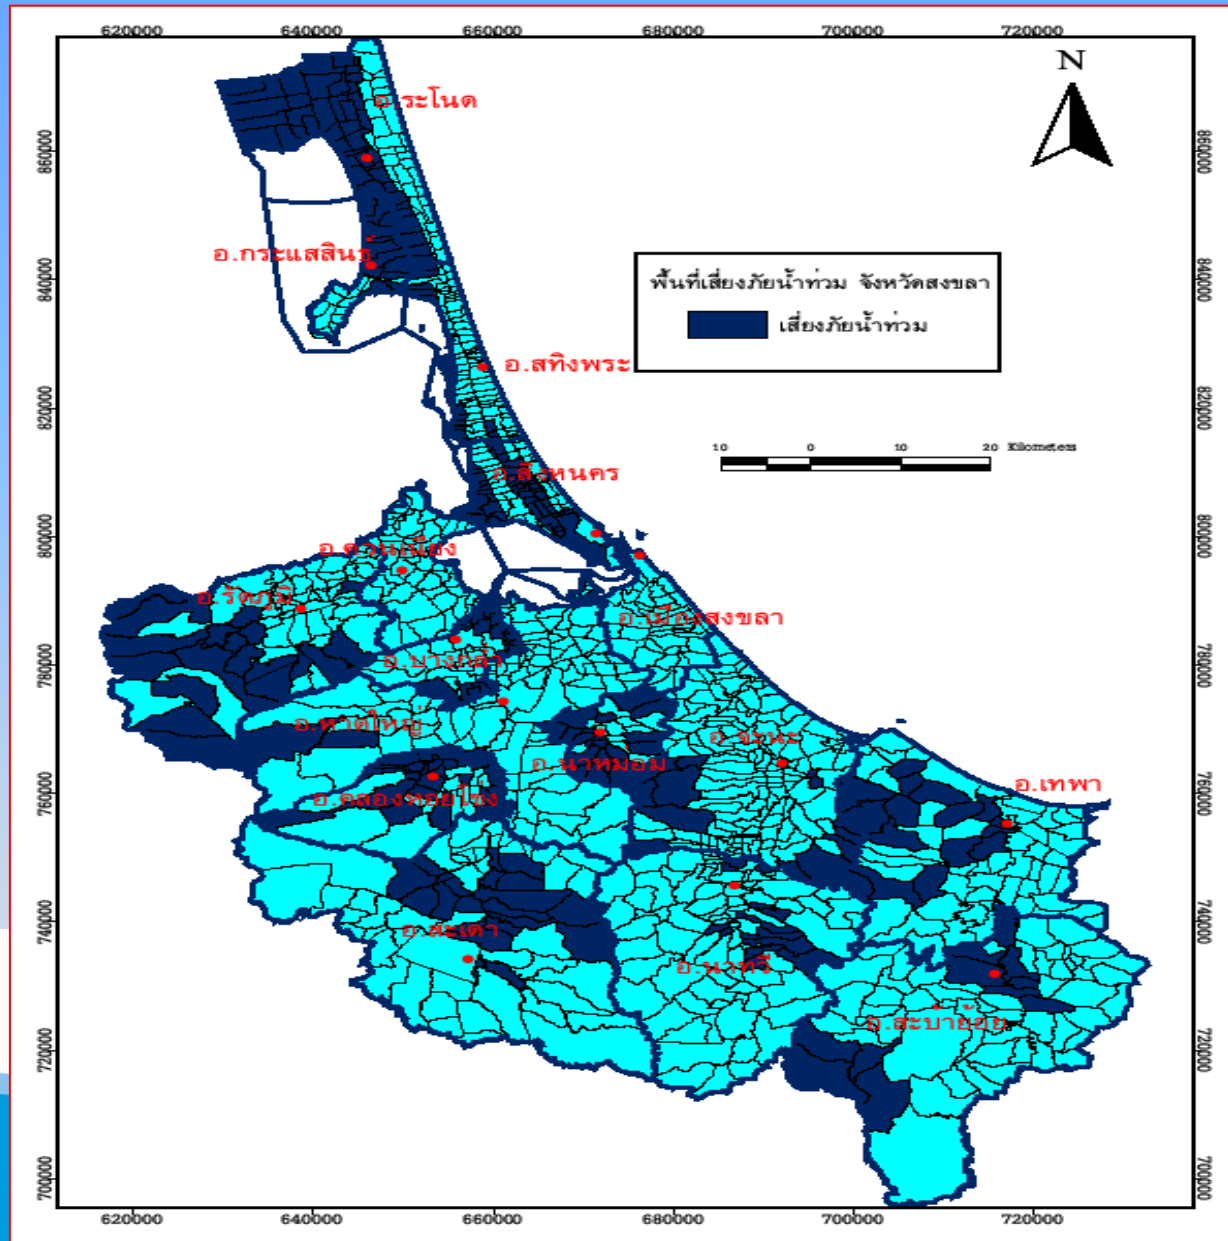 620000 640000 660000 680000 700000 720000
N
อ.ระโนด
860000 860000
อ.กระแสสินธุ์
840000 840000
พื้นที่เสี่ยงภัยน้ำท่วม จังหวัดสงขลา
เสี่ยงภัยน้ำท่วม
อ.สทิงพระ
820000 820000
10 0 10 20 Kilometers
อ.สิงหนคร
800000 800000
อ.ควนเนียง
อ.รัตภูมิ
อ.เมืองสงขลา
780000 780000
อ.บางกล่ำ
อ.หาดใหญ่
อ.จะนะ
อ.นาหมอม
760000 760000
อ.คลองหอยโข่ง
อ.เทพา
740000 740000
อ.สะเดา
อ.นาทวี
อ.สะบ้าย้อย
720000 720000
700000 700000
620000 640000 660000 680000 700000 720000